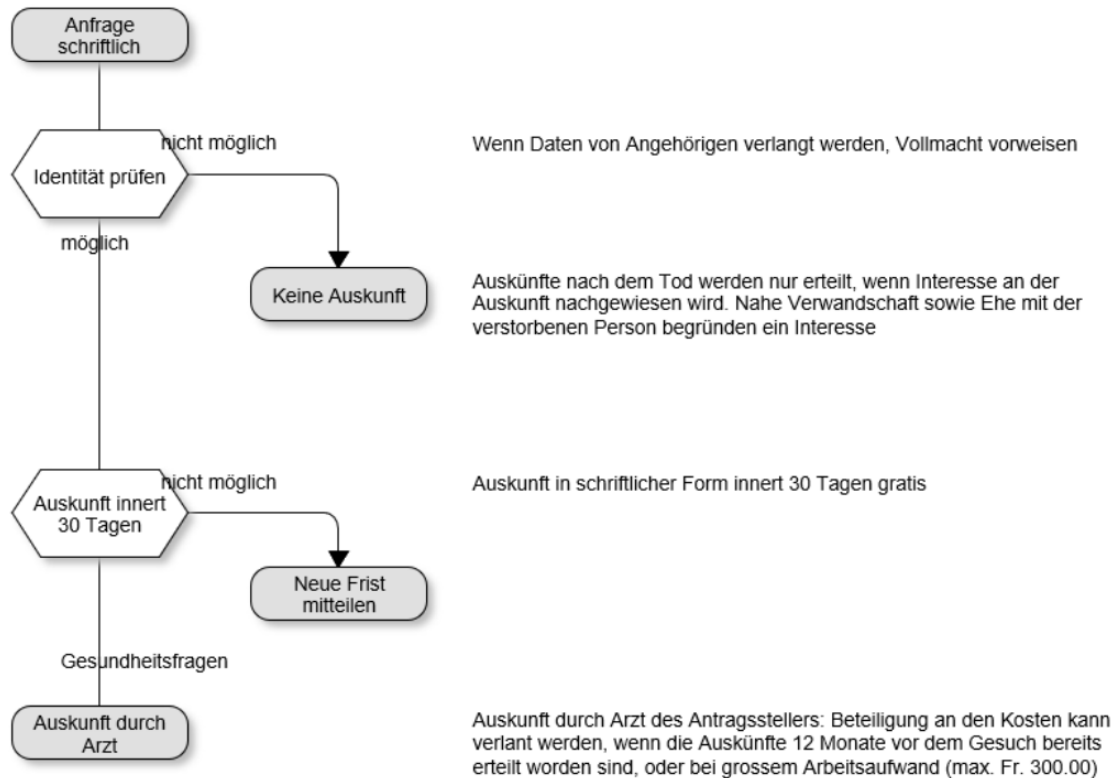 Anfrage
schriftlich
nicht möglich
Wenn Daten von Angehörigen verlangt werden, Vollmacht vorweisen
Identität prüfen
möglich
Keine Auskunft
Auskünfte nach dem Tod werden nur erteilt, wenn Interesse an der
Auskunft nachgewiesen wird. Nahe Verwandschaft sowie Ehe mit der
verstorbenen Person begründen ein Interesse
nicht möglich
Auskunft in schriftlicher Form innert 30 Tagen gratis
Auskunft innert
30 Tagen
Neue Frist
mitteilen
Gesundheitsfragen
Auskunft durch
Arzt
Auskunft durch Arzt des Antragsstellers: Beteiligung an den Kosten kann
verlant werden, wenn die Auskünfte 12 Monate vor dem Gesuch bereits
erteilt worden sind, oder bei grossem Arbeitsaufwand (max. Fr. 300.00)